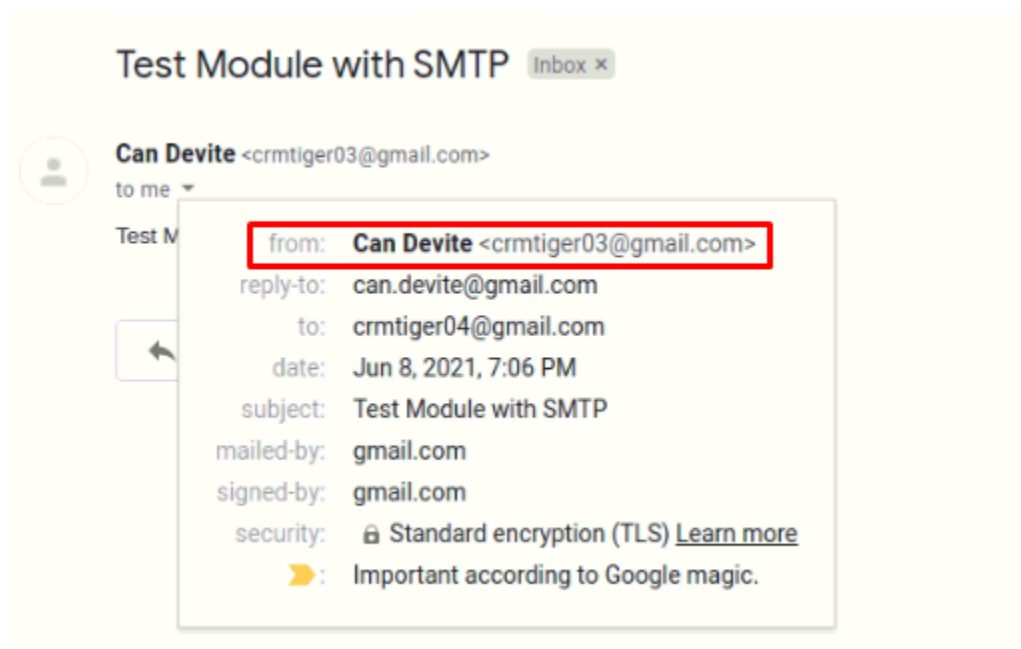 Test Module with SMTP Inbox ×
Can Devite <crmtiger03@gmail.com>
to me
Test M
from: Can Devite <crmtiger03@gmail.com>
reply-to: can.devite@gmail.com
to: crmtiger04@gmail.com
date: Jun 8, 2021, 7:06 PM
subject: Test Module with SMTP
mailed-by: gmail.com
signed-by: gmail.com
security: Standard encryption (TLS) Learn more
: Important according to Google magic.